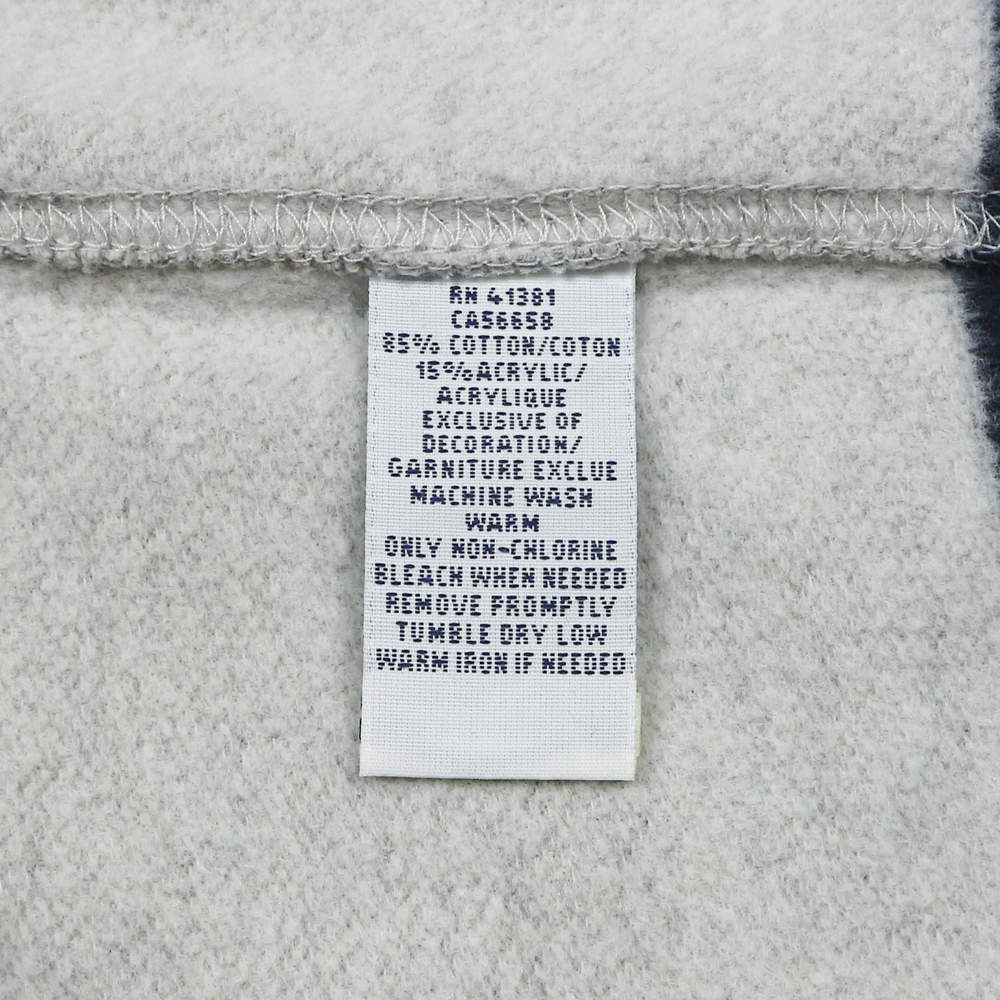 RN 41381
CA56658
85% COTTON/COTON
15%ACRYLIC/
ACRYLIQUE
EXCLUSIVE OF
DECORATION/
GARNITURE EXCLUE
MACHINE WASH
WARM
ONLY NON-CHLORINE
BLEACH WHEN NEEDED
REMOVE PROMPTLY
TUMBLE DRY LOW
WARM IRON IF NEEDED